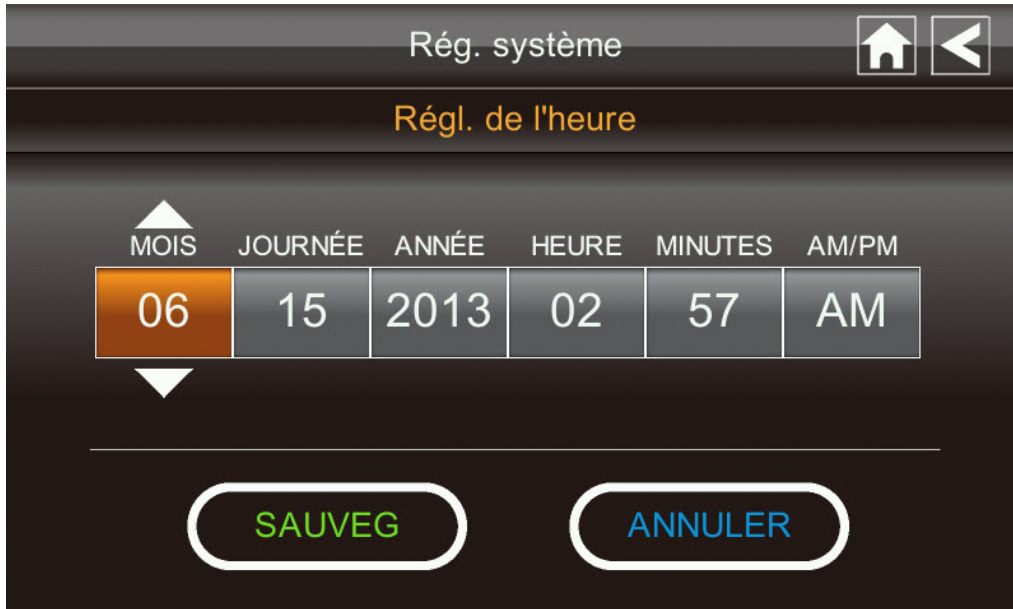 Rég. système
Régl. de l'heure
MOIS JOURNÉE ANNÉE HEURE MINUTES AM/PM
06 15 2013 02 57 AM
SAUVEG ANNULER